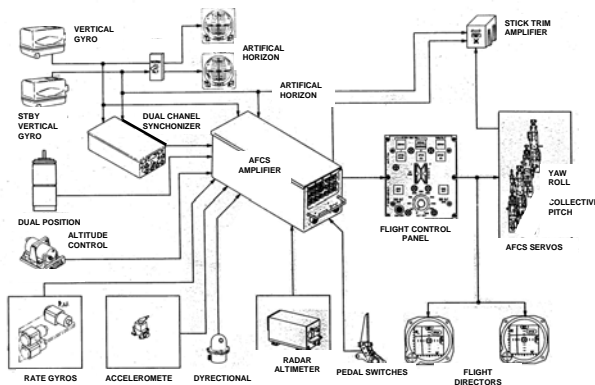 VERTICAL
GYRO
ARTIFICAL
HORIZON
STICK TRIM
AMPLIFIER
STBY
VERTICAL
GYRO
DUAL CHANEL
SYNCHONIZER
ARTIFICAL
HORIZON
AFCS
AMPLIFIER
YAW
ROLL
COLLECTIVE
PITCH
DUAL POSITION
ALTITUDE
CONTROL
FLIGHT CONTROL
PANEL
AFCS SERVOS
RATE GYROS
ACCELEROMETE
DYRECTIONAL
RADAR
ALTIMETER
PEDAL SWITCHES
FLIGHT
DIRECTORS